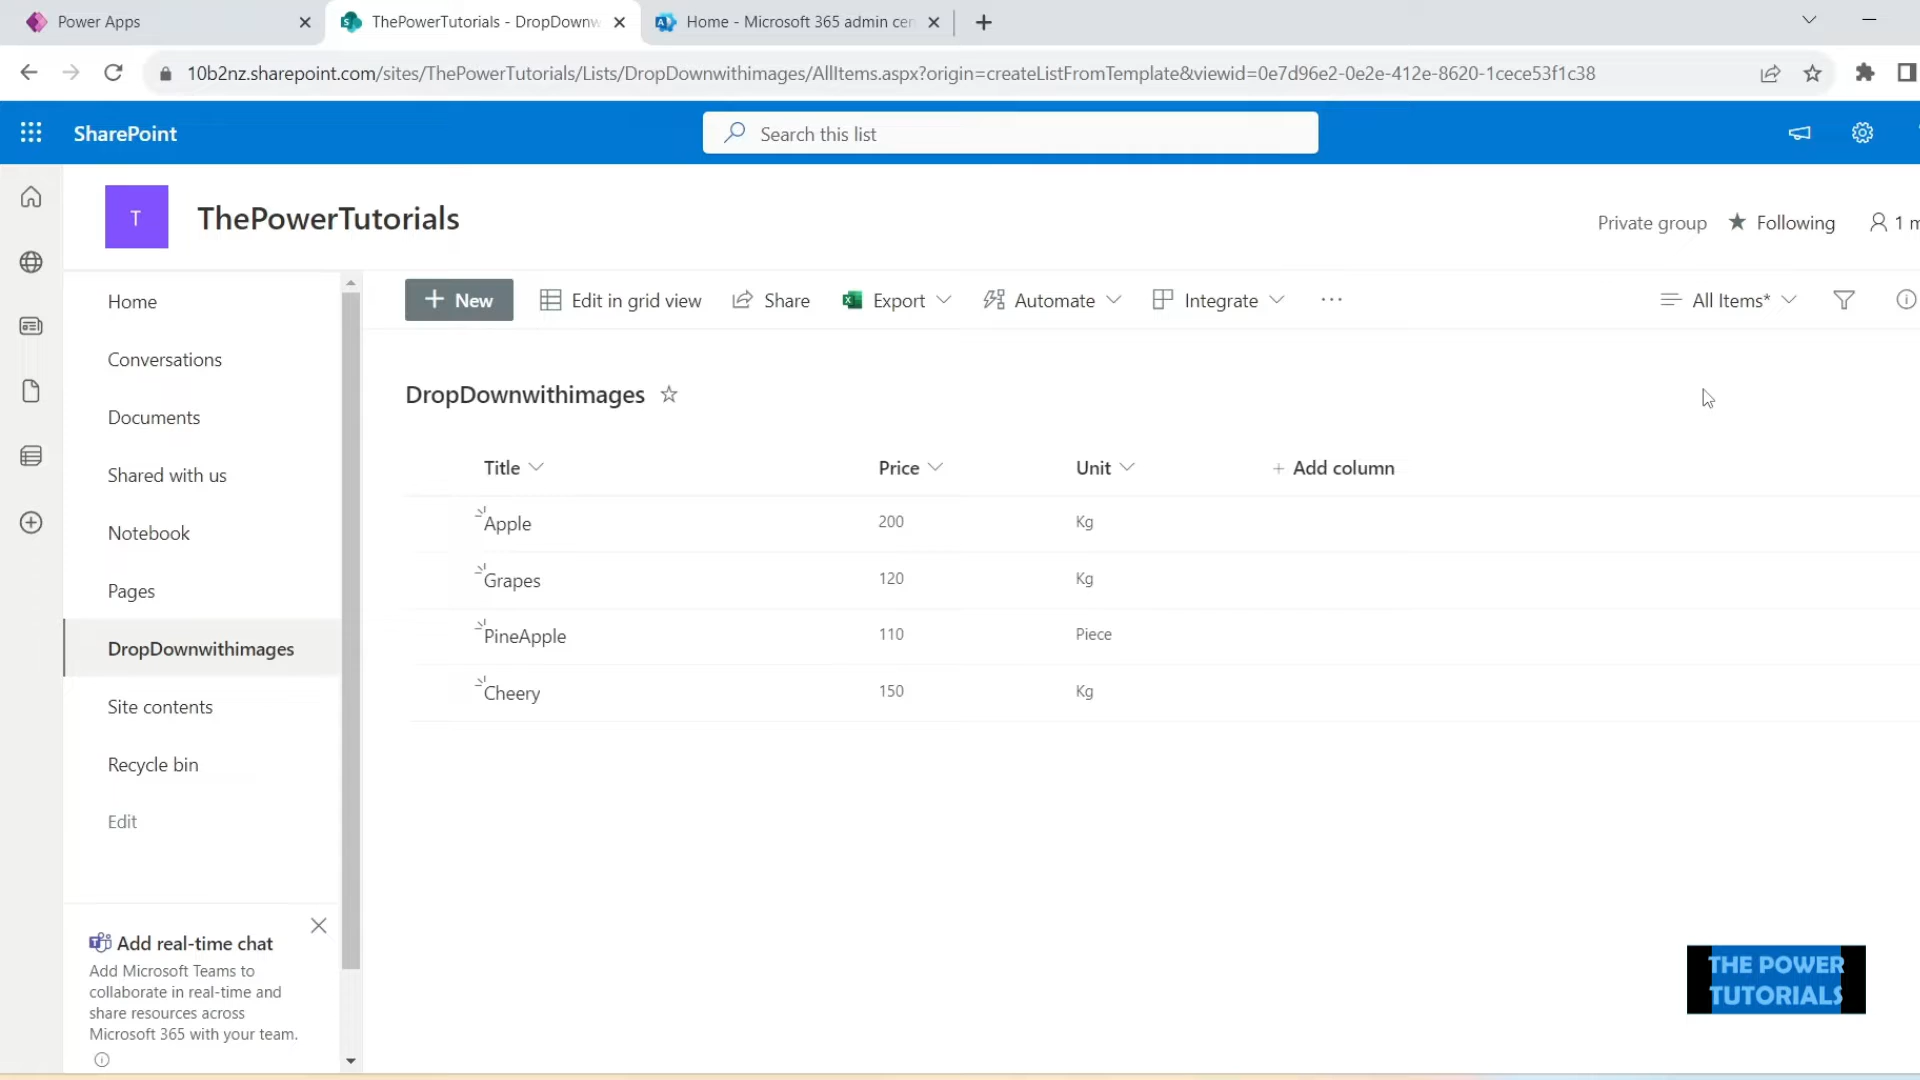 Power Apps
ThePowerTutorials - DropDownw
Home - Microsoft 365 admin cen
10b2nz.sharepoint.com/sites/ThePowerTutorials/Lists/DropDownwithimages/AllItems.aspx?origin=createListFromTemplate&viewid=0e7d96e2-0e2e-412e-8620-1cece53f1c38
SharePoint
Search this list
T
ThePowerTutorials
Private group
Following
1 m
Home
Conversations
Documents
Shared with us
Notebook
Pages
DropDownwithimages
Site contents
Recycle bin
Edit
Add real-time chat
Add Microsoft Teams to
collaborate in real-time and
share resources across
Microsoft 365 with your team.
+ New
Edit in grid view
Share
Export
Automate
Integrate
...
All Items*
DropDownwithimages
Title Price Unit + Add column
Apple 200 Kg
Grapes 120 Kg
PineApple 110 Piece
Cheery 150 Kg
THE POWER
TUTORIALS